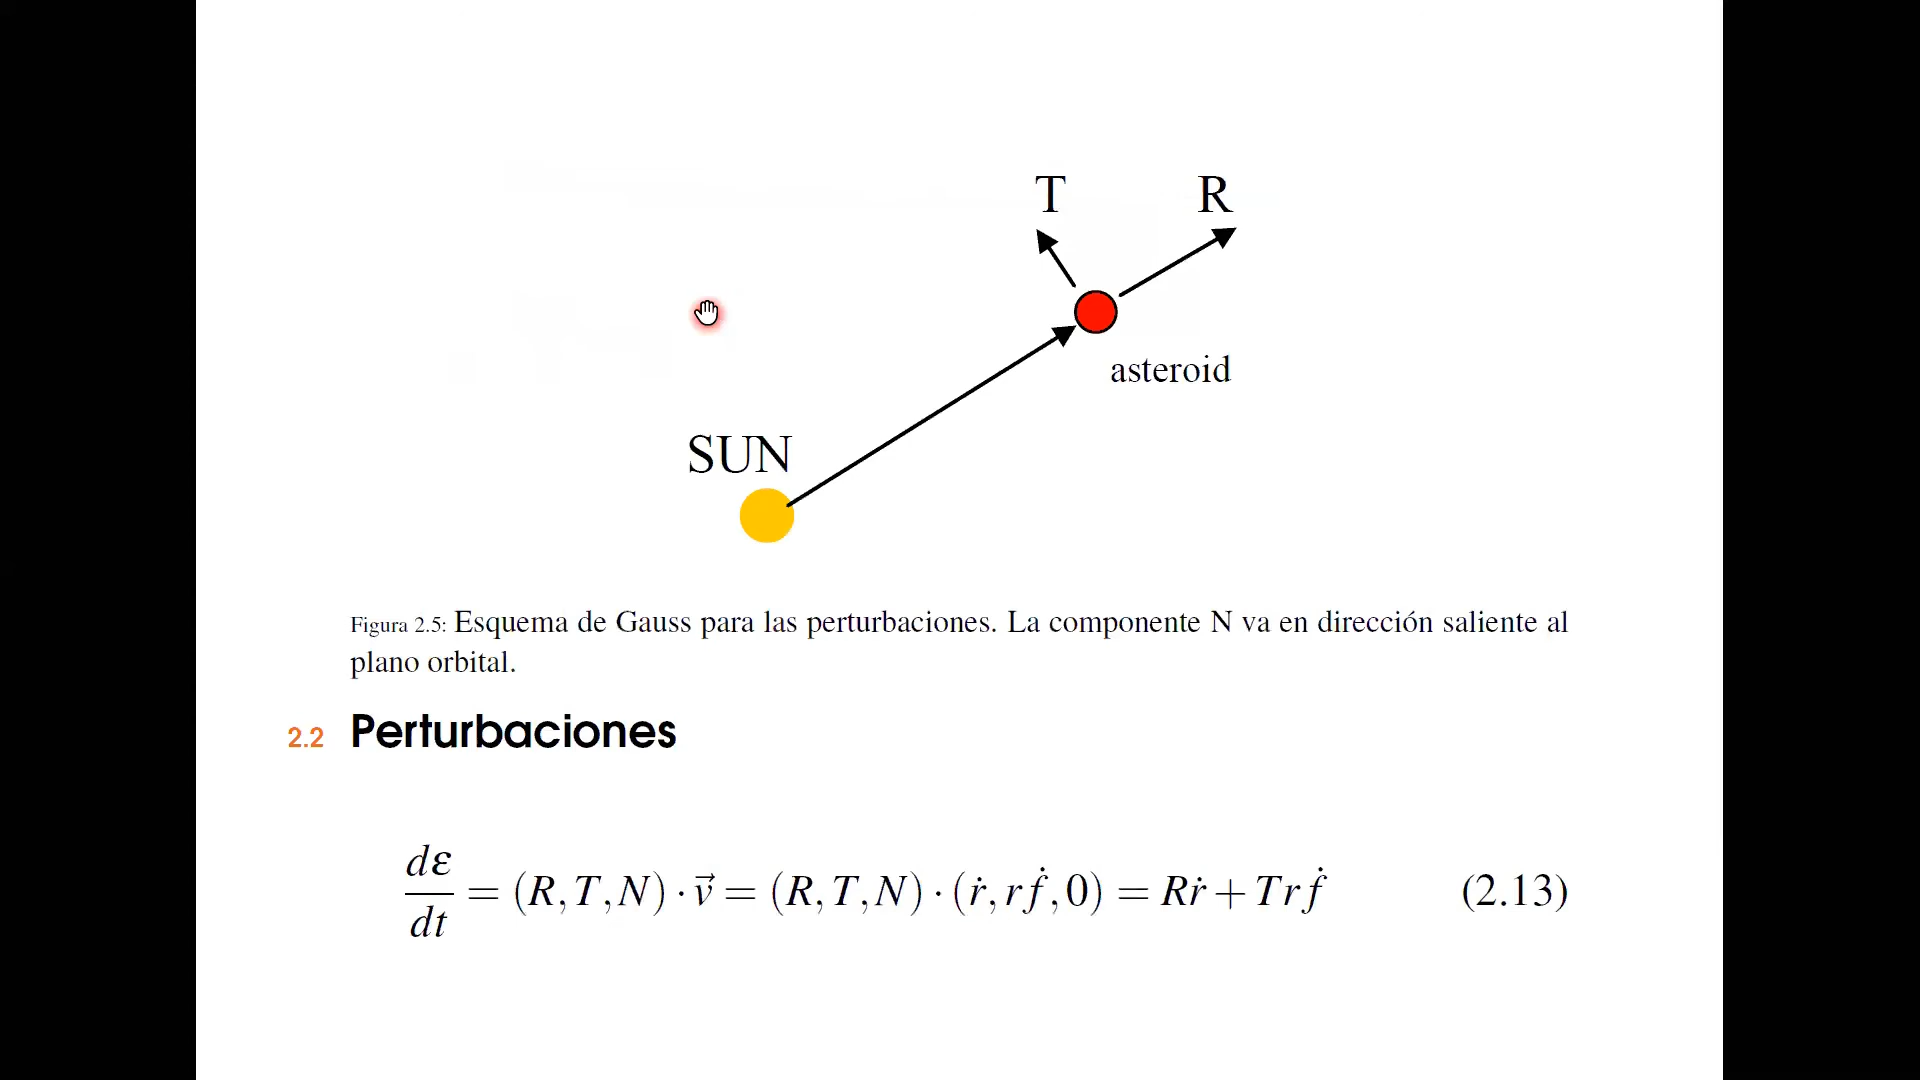 T R
asteroid
SUN
Figura 2.5: Esquema de Gauss para las perturbaciones. La componente N va en dirección saliente al
plano orbital.
2.2 Perturbaciones
dε/dt = (R,T,N)·v⃗ = (R,T,N)·(ṙ,rḟ,0) = Rṙ+Trḟ (2.13)